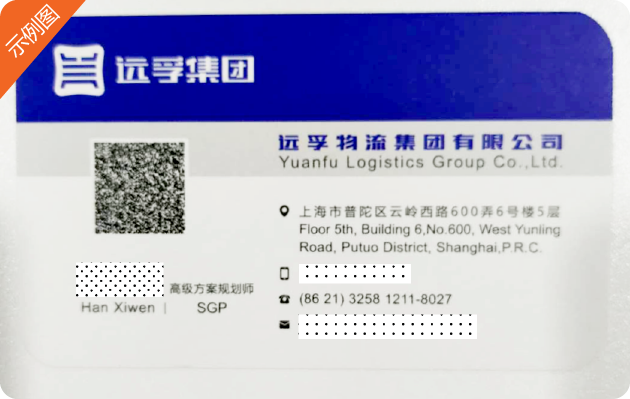 示例图
远孚集团
远孚物流集团有限公司
Yuanfu Logistics Group Co.,Ltd.
上海市普陀区云岭西路600弄6号楼5层
Floor 5th, Building 6,No.600, West Yunling
Road, Putuo District, Shanghai,P.R.C.
高级方案规划师
Han Xiwen | SGP
(86 21) 3258 1211-8027